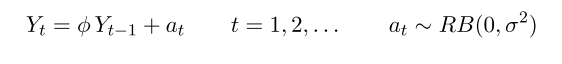 Y_t = ϕ Y_{t−1} + a_t t = 1, 2, … a_t ∼ RB(0, σ²)